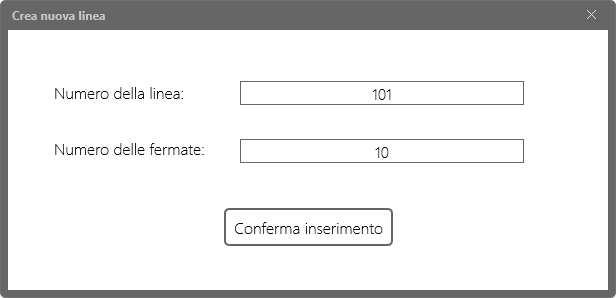 Crea nuova linea
Numero della linea: 101
Numero delle fermate: 10
Conferma inserimento